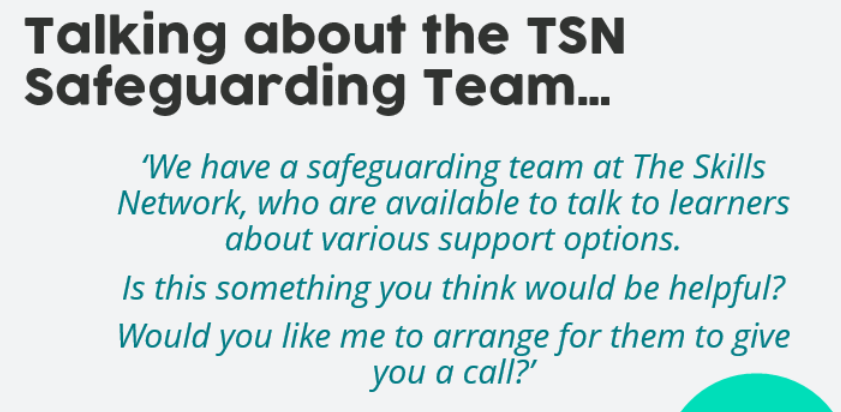 Talking about the TSN
Safeguarding Team...
‘We have a safeguarding team at The Skills
Network, who are available to talk to learners
about various support options.
Is this something you think would be helpful?
Would you like me to arrange for them to give
you a call?’